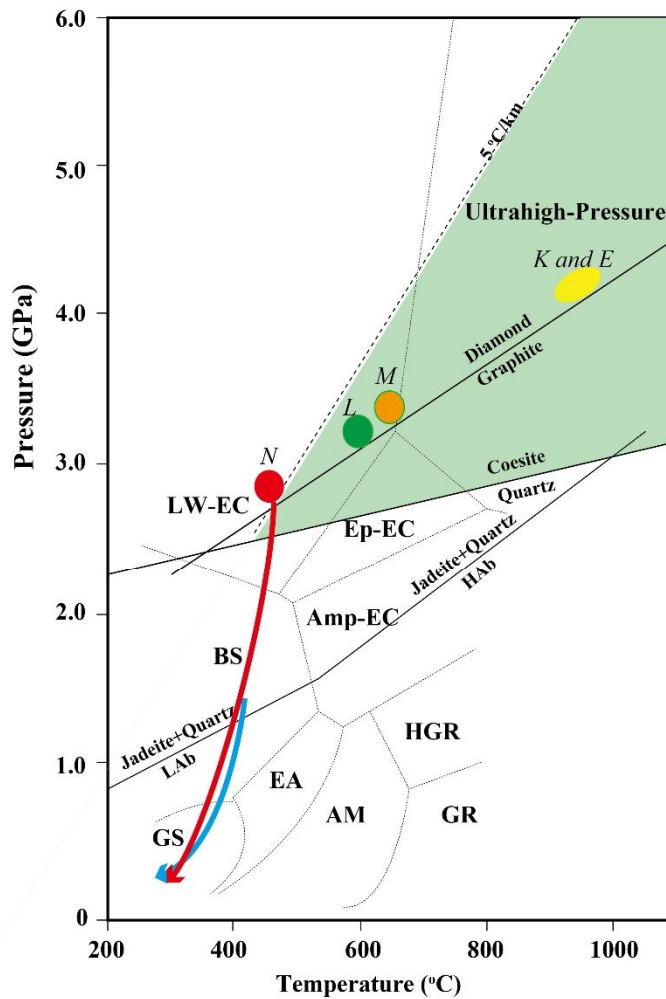 6.0
5.0
4.0
3.0
2.0
1.0
0
Pressure (GPa)
200
400
600
800
1000
Temperature (°C)
5 °C/km
Ultrahigh-Pressure
K and E
Diamond
Graphite
M
L
N
LW-EC
Coesite
Quartz
Ep-EC
Jadeite+Quartz
HAb
Amp-EC
BS
Jadeite+Quartz
LAb
HGR
EA
GS
AM
GR